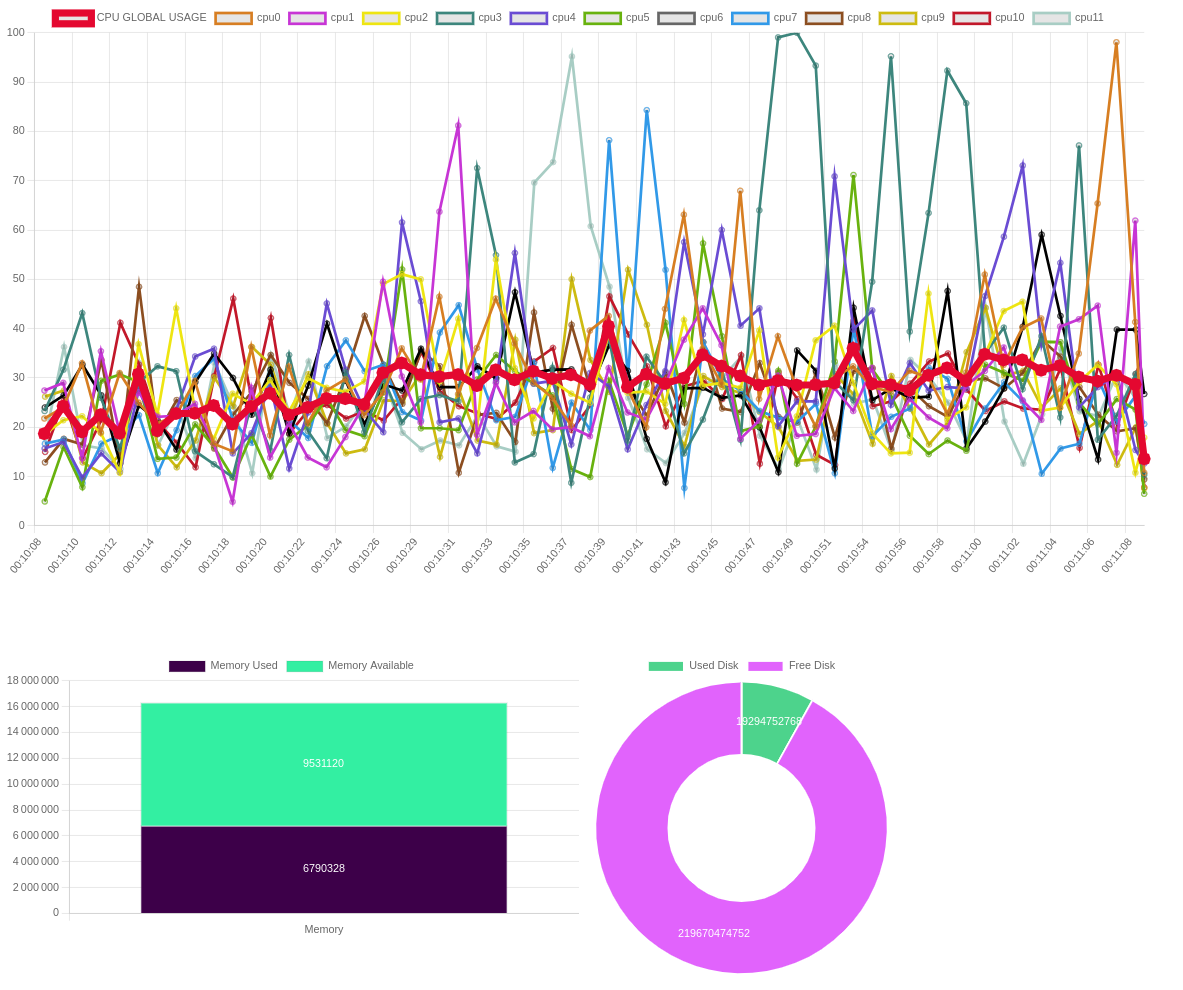 CPU GLOBAL USAGE cpu0 cpu1 cpu2 cpu3 cpu4 cpu5 cpu6 cpu7 cpu8 cpu9 cpu10 cpu11
100
90
80
70
60
50
40
30
20
10
0
00:10:08 00:10:10 00:10:12 00:10:14 00:10:16 00:10:18 00:10:20 00:10:22 00:10:24 00:10:26 00:10:29 00:10:31 00:10:33 00:10:35 00:10:37 00:10:39 00:10:41 00:10:43 00:10:45 00:10:47 00:10:49 00:10:51 00:10:54 00:10:56 00:10:58 00:11:00 00:11:02 00:11:04 00:11:06 00:11:08
Memory Used Memory Available
18 000 000
16 000 000
14 000 000
12 000 000
10 000 000
8 000 000
6 000 000
4 000 000
2 000 000
0
9531120
6790328
Memory
Used Disk Free Disk
19294752768
219670474752